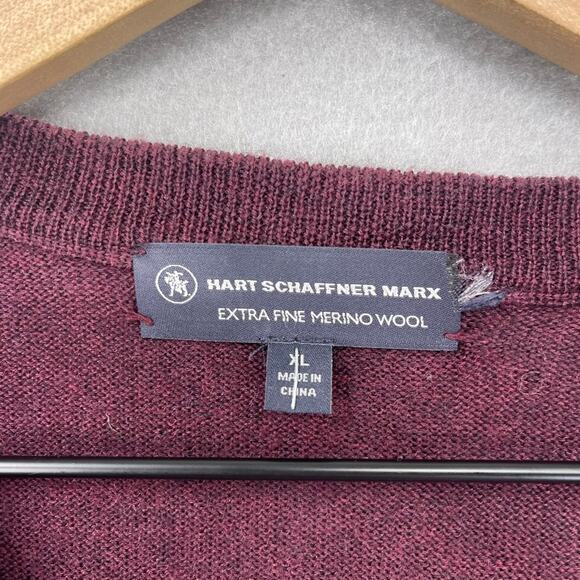 HART SCHAFFNER MARX
EXTRA FINE MERINO WOOL
XL
MADE IN
CHINA